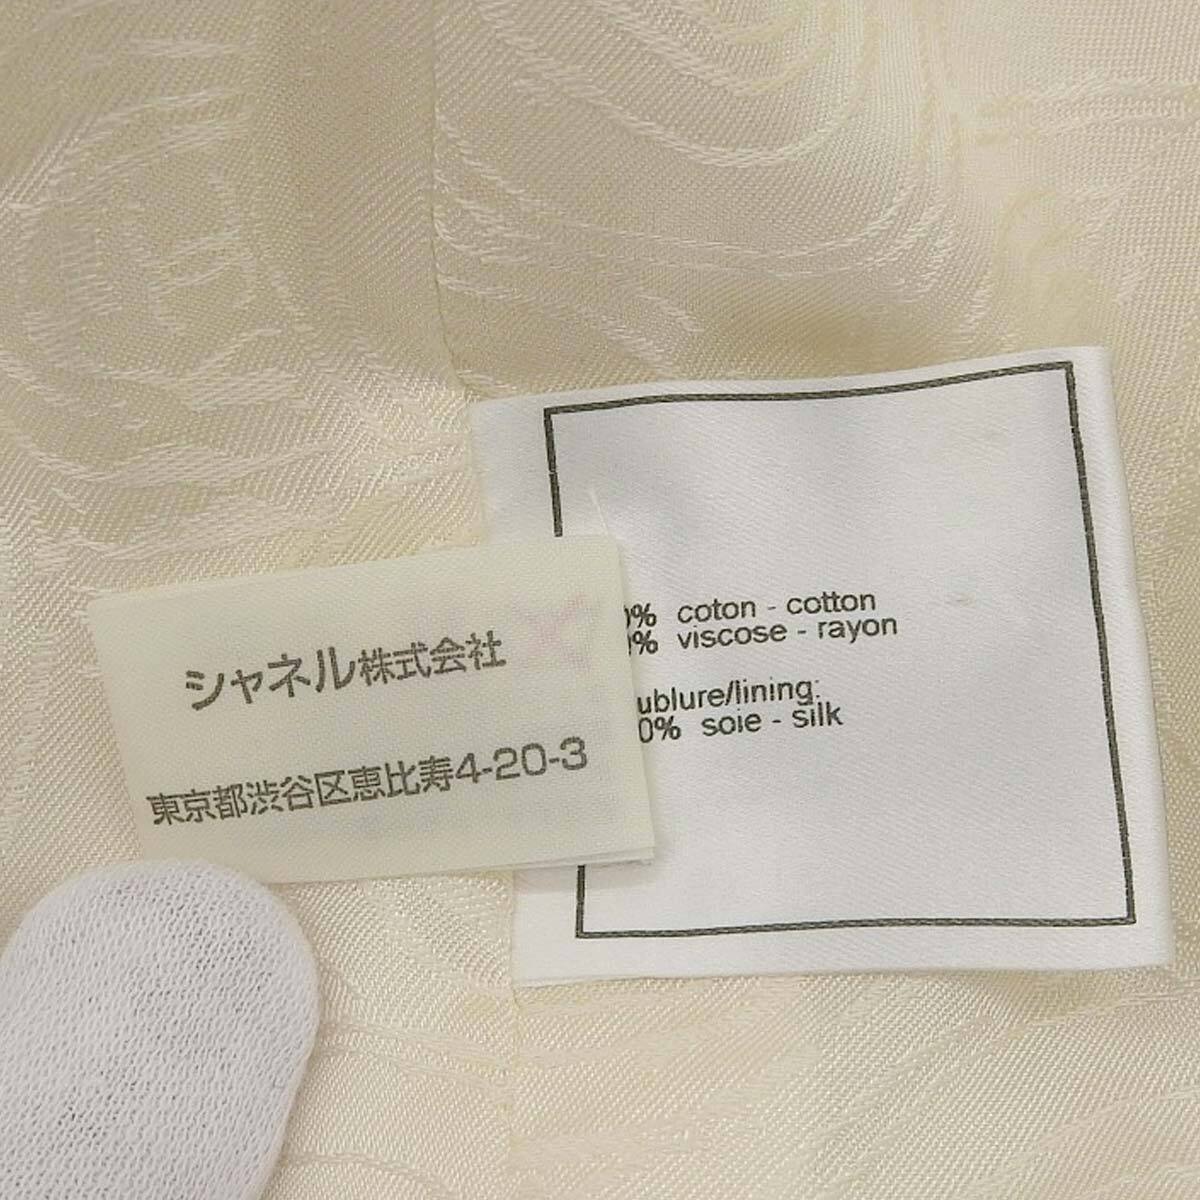 シャネル株式会社
東京都渋谷区恵比寿4-20-3
% coton - cotton
% viscose - rayon
ublure/lining:
0% soie - silk